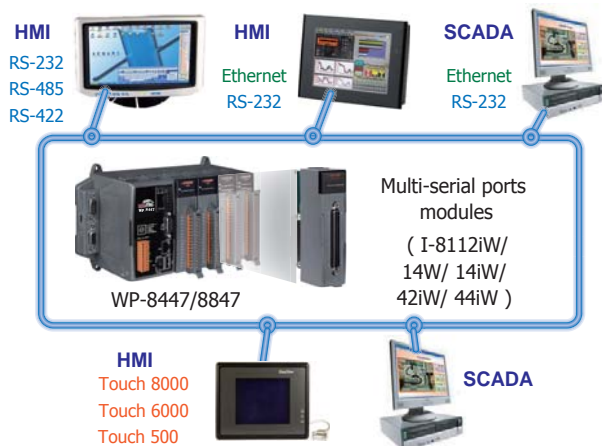 HMI
RS-232
RS-485
RS-422
HMI
Ethernet
RS-232
SCADA
Ethernet
RS-232
Multi-serial ports
modules
( I-8112iW/
14W/ 14iW/
42iW/ 44iW )
WP-8447/8847
HMI
Touch 8000
Touch 6000
Touch 500
SCADA